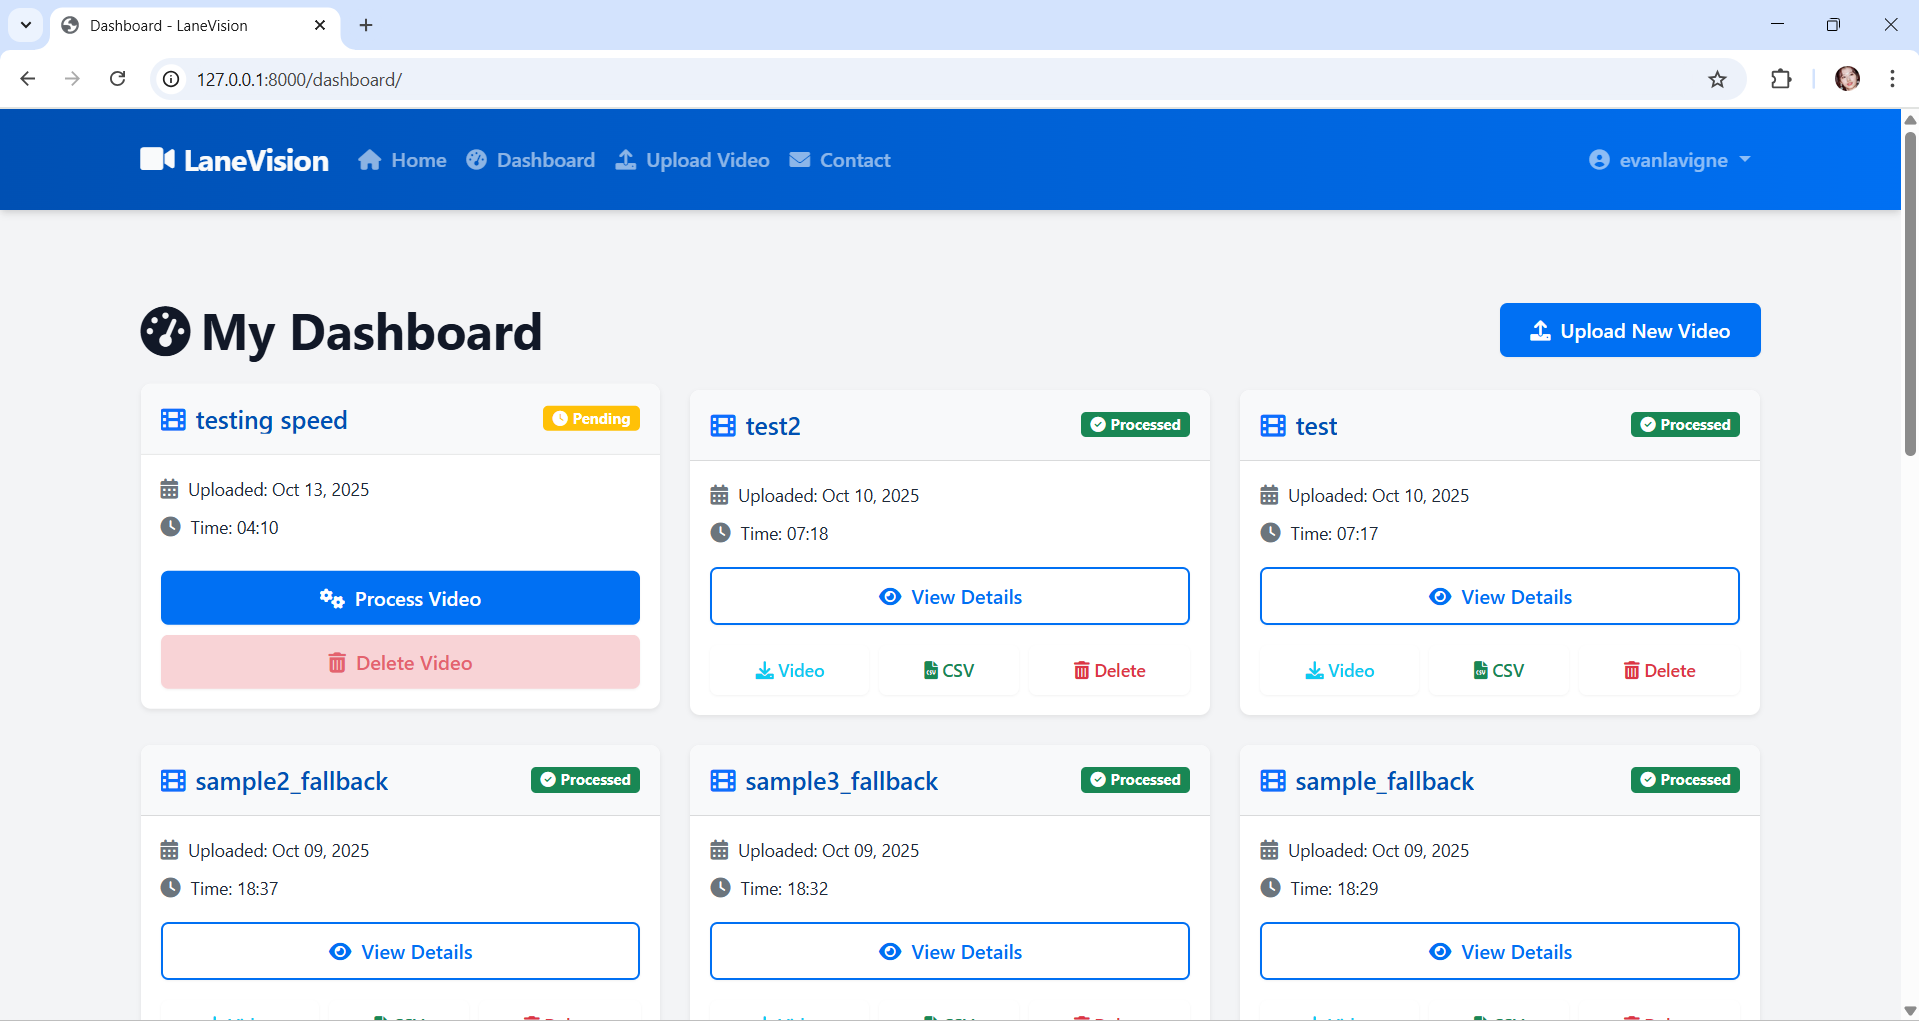 Dashboard - LaneVision
127.0.0.1:8000/dashboard/
LaneVision Home Dashboard Upload Video Contact evanlavigne
My Dashboard Upload New Video
testing speed Pending
Uploaded: Oct 13, 2025
Time: 04:10
Process Video
Delete Video
test2 Processed
Uploaded: Oct 10, 2025
Time: 07:18
View Details
Video CSV Delete
test Processed
Uploaded: Oct 10, 2025
Time: 07:17
View Details
Video CSV Delete
sample2_fallback Processed
Uploaded: Oct 09, 2025
Time: 18:37
View Details
sample3_fallback Processed
Uploaded: Oct 09, 2025
Time: 18:32
View Details
sample_fallback Processed
Uploaded: Oct 09, 2025
Time: 18:29
View Details